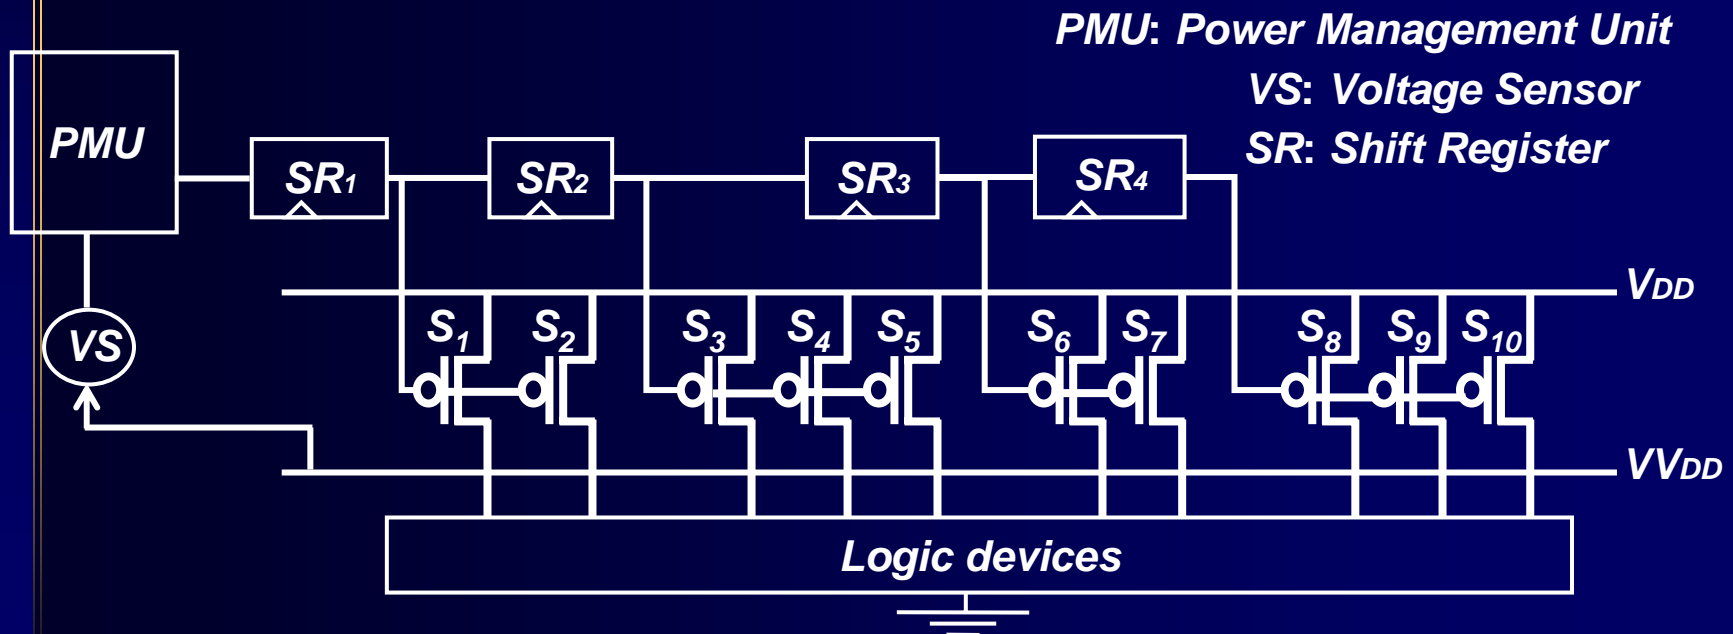 PMU: Power Management Unit
VS: Voltage Sensor
SR: Shift Register
PMU
SR1
SR2
SR3
SR4
VDD
VS
S1
S2
S3
S4
S5
S6
S7
S8
S9
S10
VVDD
Logic devices